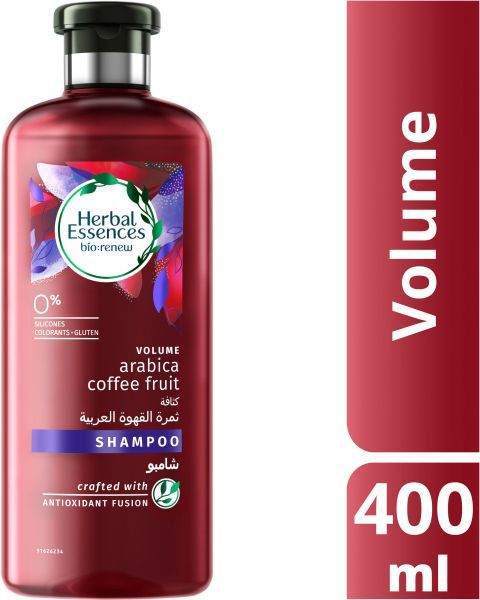 Herbal
Essences
bio:renew
0%
SILICONES
COLORANTS-GLUTEN
VOLUME
arabica
coffee fruit
كثافة
ثمرة القهوة العربية
SHAMPOO
شامبو
crafted with
ANTIOXIDANT FUSION
91624234
Volume
400
ml